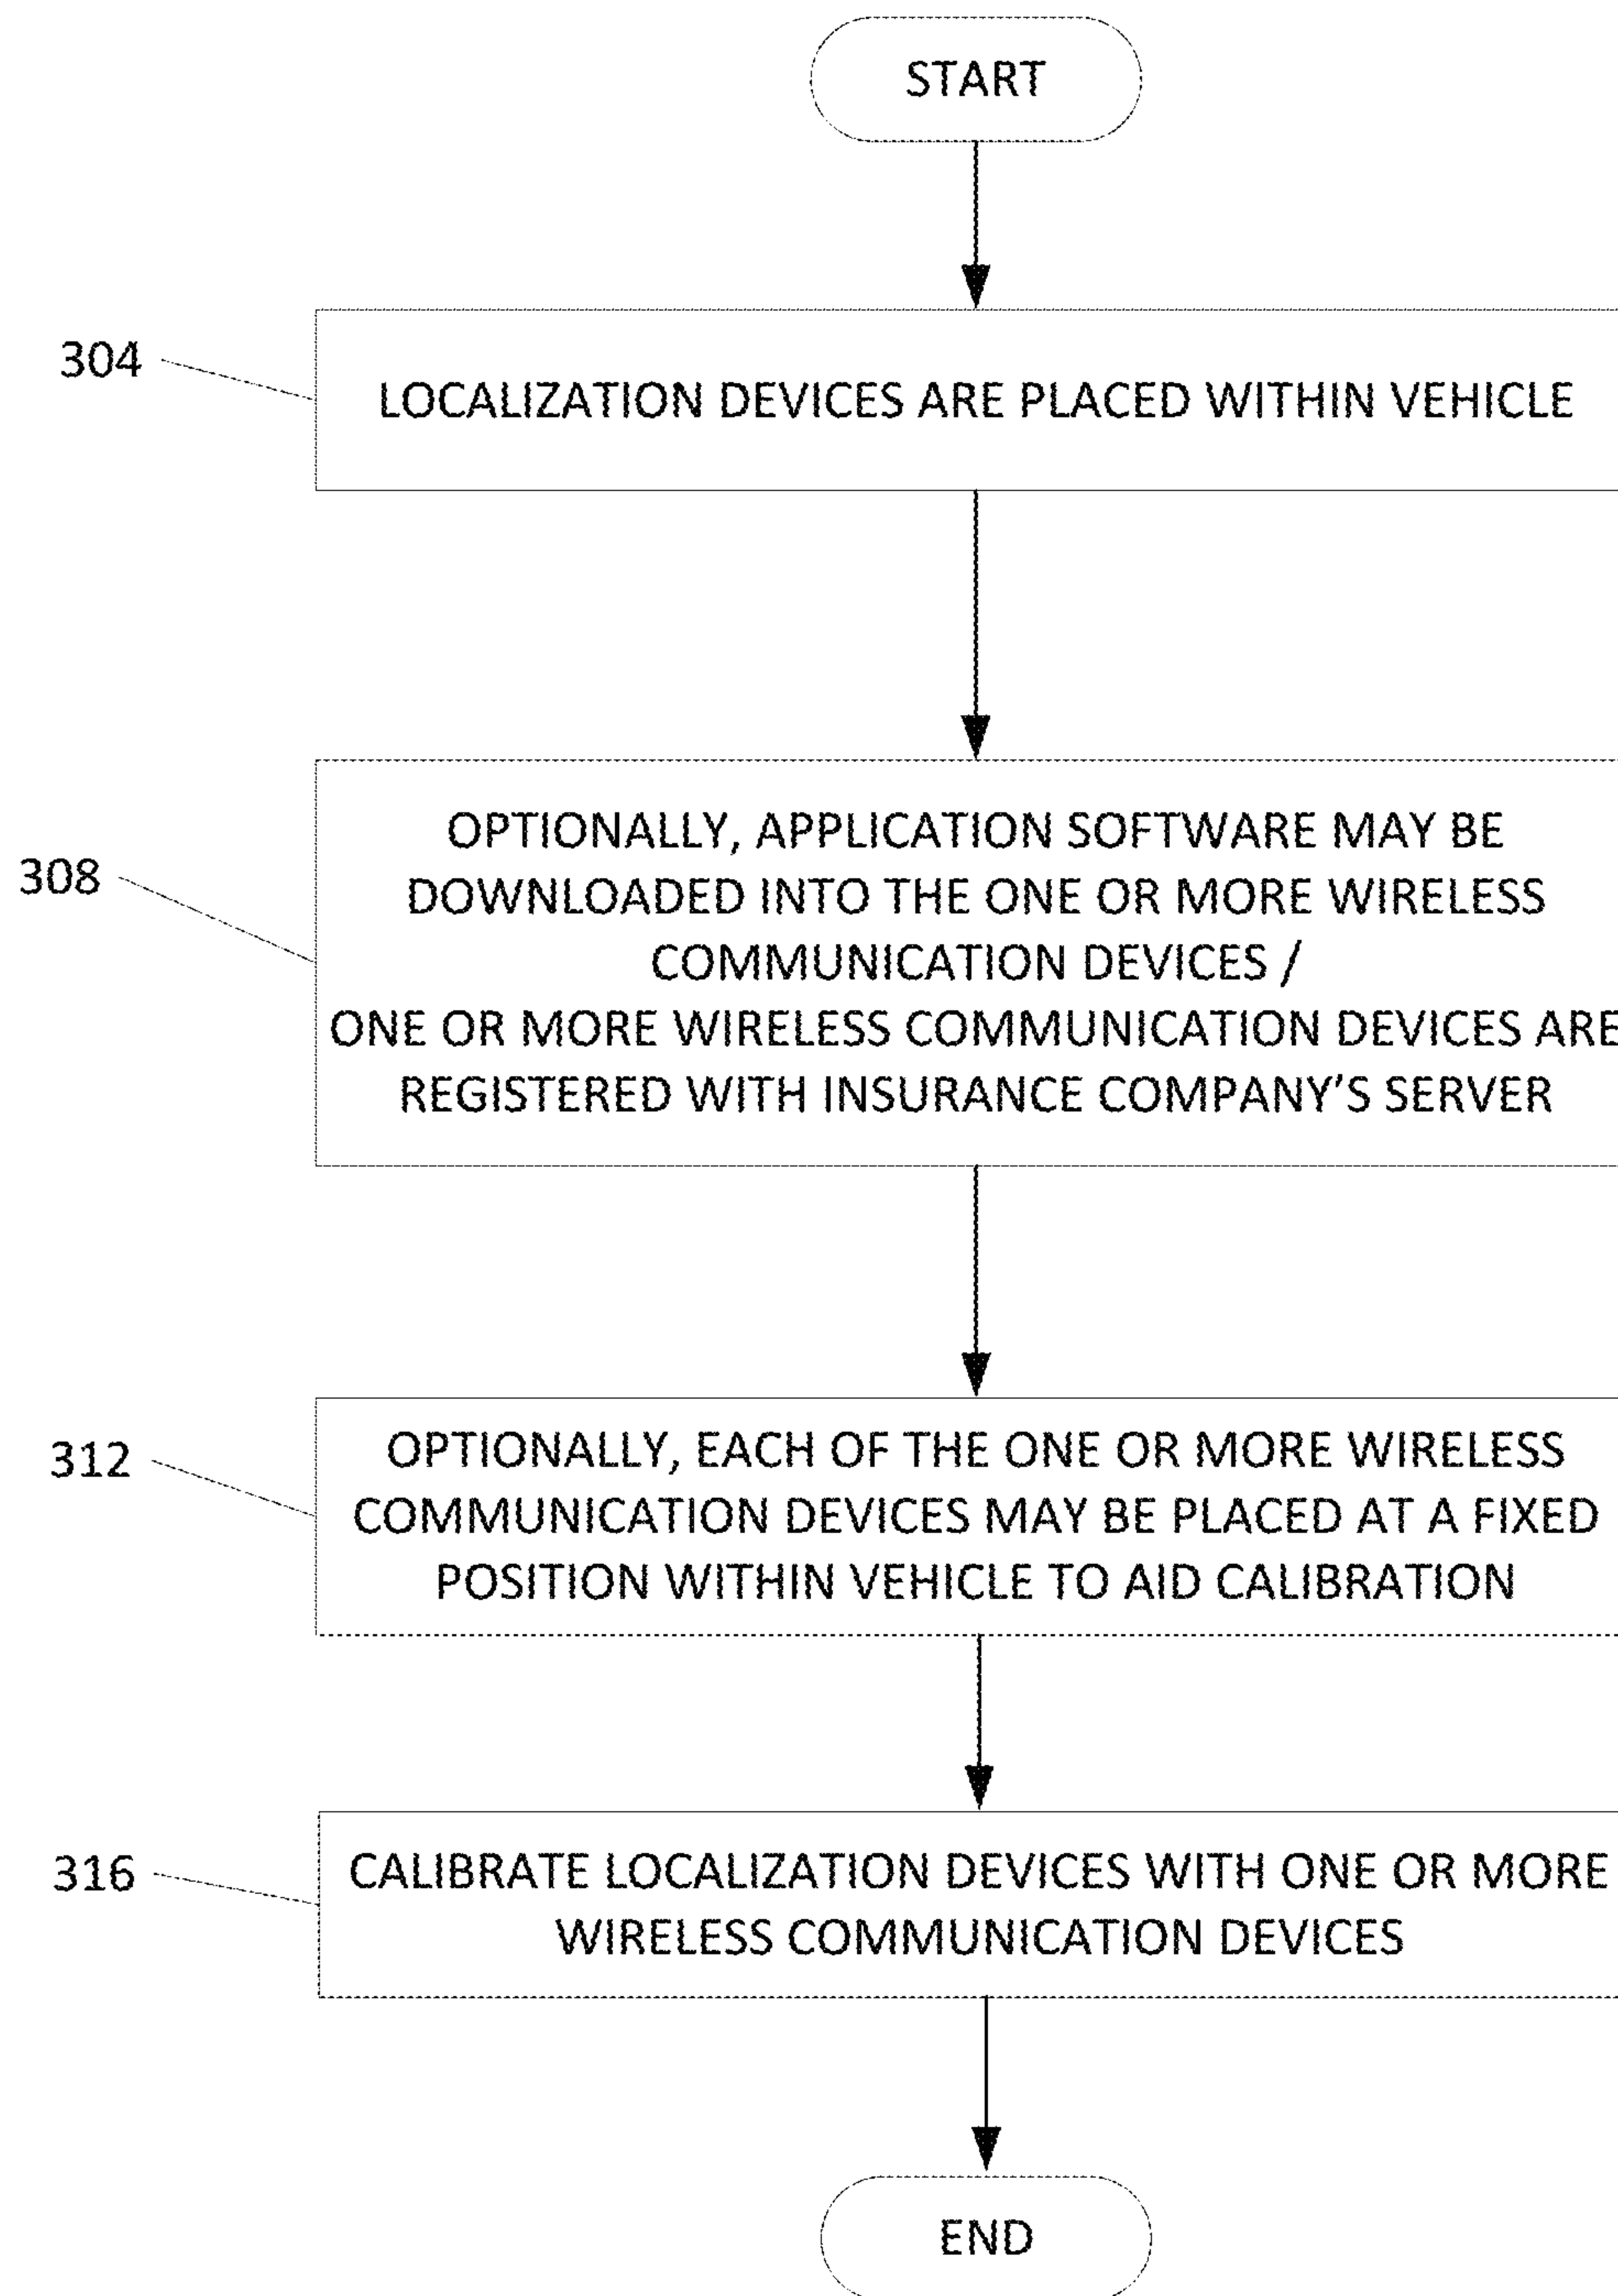 START
304
LOCALIZATION DEVICES ARE PLACED WITHIN VEHICLE
308
OPTIONALLY, APPLICATION SOFTWARE MAY BE
DOWNLOADED INTO THE ONE OR MORE WIRELESS
COMMUNICATION DEVICES /
ONE OR MORE WIRELESS COMMUNICATION DEVICES ARE
REGISTERED WITH INSURANCE COMPANY’S SERVER
312
OPTIONALLY, EACH OF THE ONE OR MORE WIRELESS
COMMUNICATION DEVICES MAY BE PLACED AT A FIXED
POSITION WITHIN VEHICLE TO AID CALIBRATION
316
CALIBRATE LOCALIZATION DEVICES WITH ONE OR MORE
WIRELESS COMMUNICATION DEVICES
END